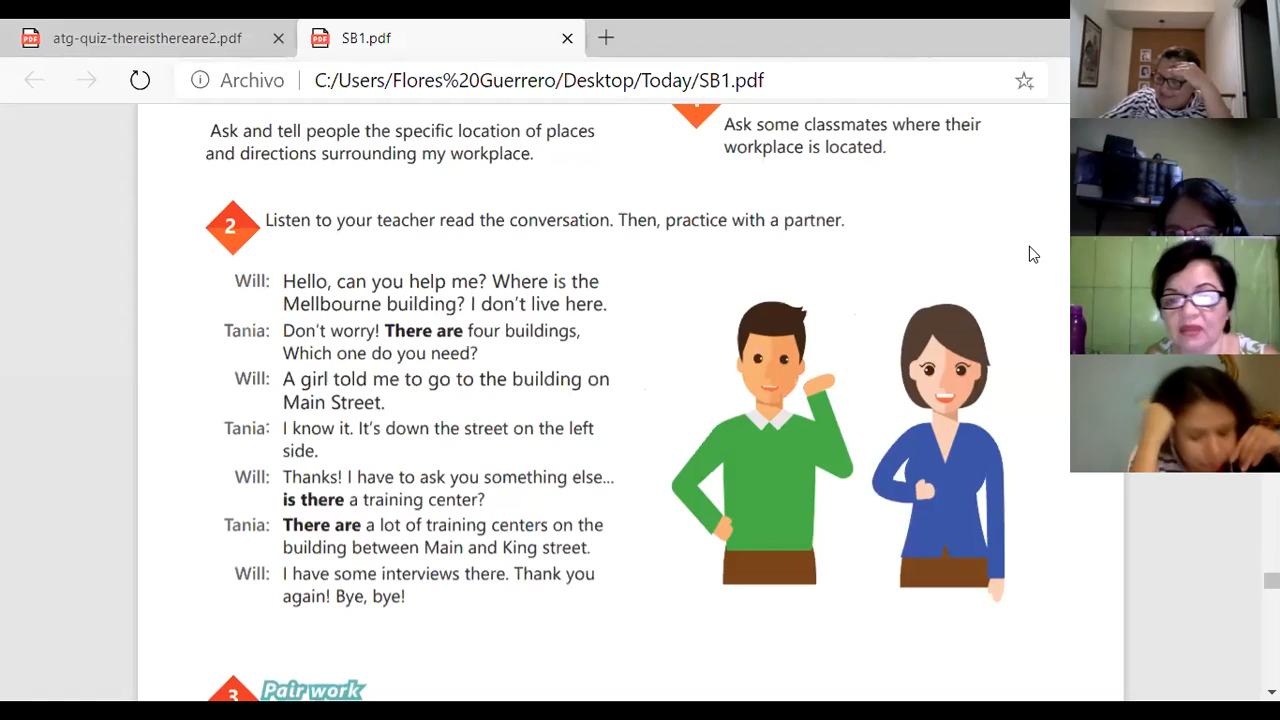 atg-quiz-thereisthereare2.pdf
SB1.pdf
Archivo
C:/Users/Flores%20Guerrero/Desktop/Today/SB1.pdf
Ask and tell people the specific location of places
and directions surrounding my workplace.
Ask some classmates where their
workplace is located.
2
Listen to your teacher read the conversation. Then, practice with a partner.
Will: Hello, can you help me? Where is the
Mellbourne building? I don't live here.
Tania: Don't worry! There are four buildings,
Which one do you need?
Will: A girl told me to go to the building on
Main Street.
Tania: I know it. It's down the street on the left
side.
Will: Thanks! I have to ask you something else...
is there a training center?
Tania: There are a lot of training centers on the
building between Main and King street.
Will: I have some interviews there. Thank you
again! Bye, bye!
3
Pair work